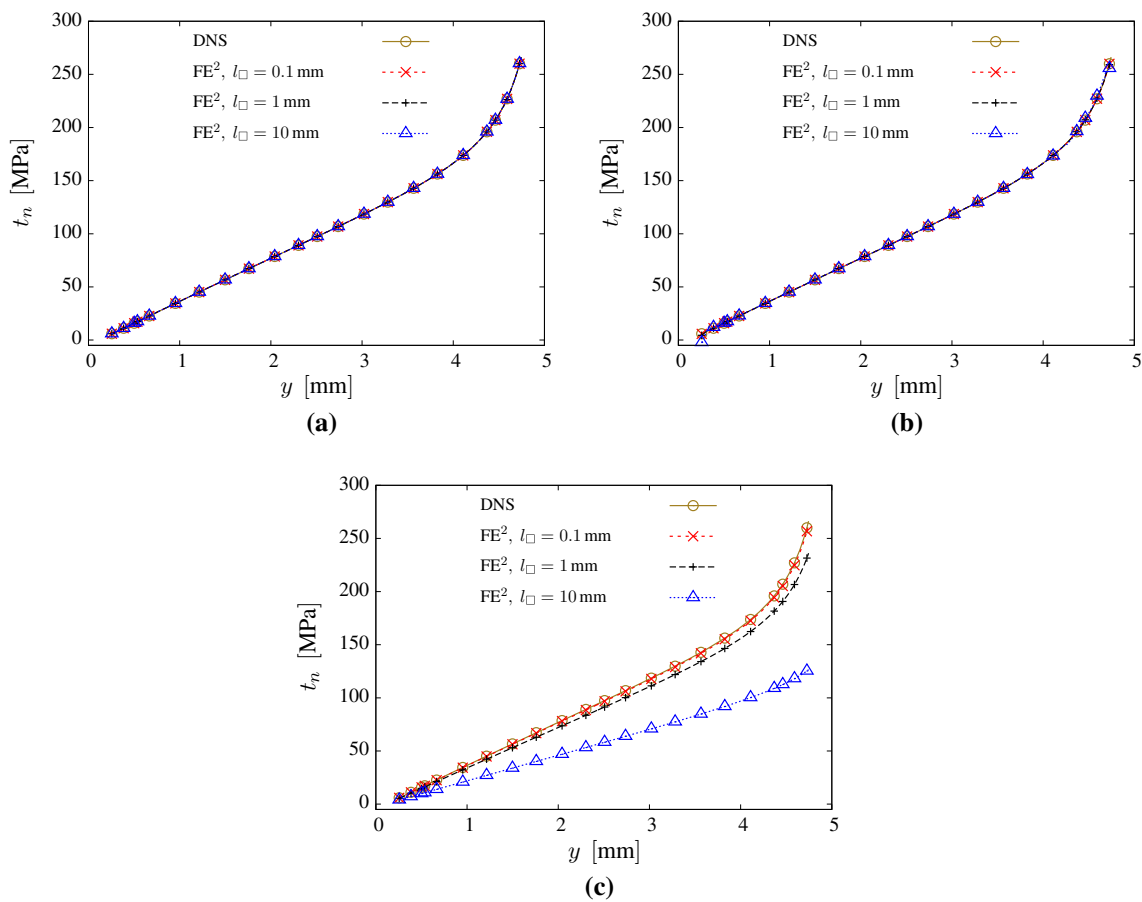 300
250
200
150
100
50
0
t_n [MPa]
DNS
FE², l□ = 0.1 mm
FE², l□ = 1 mm
FE², l□ = 10 mm
0 1 2 3 4 5
y [mm]
(a)
300
250
200
150
100
50
0
t_n [MPa]
DNS
FE², l□ = 0.1 mm
FE², l□ = 1 mm
FE², l□ = 10 mm
0 1 2 3 4 5
y [mm]
(b)
300
250
200
150
100
50
0
t_n [MPa]
DNS
FE², l□ = 0.1 mm
FE², l□ = 1 mm
FE², l□ = 10 mm
0 1 2 3 4 5
y [mm]
(c)